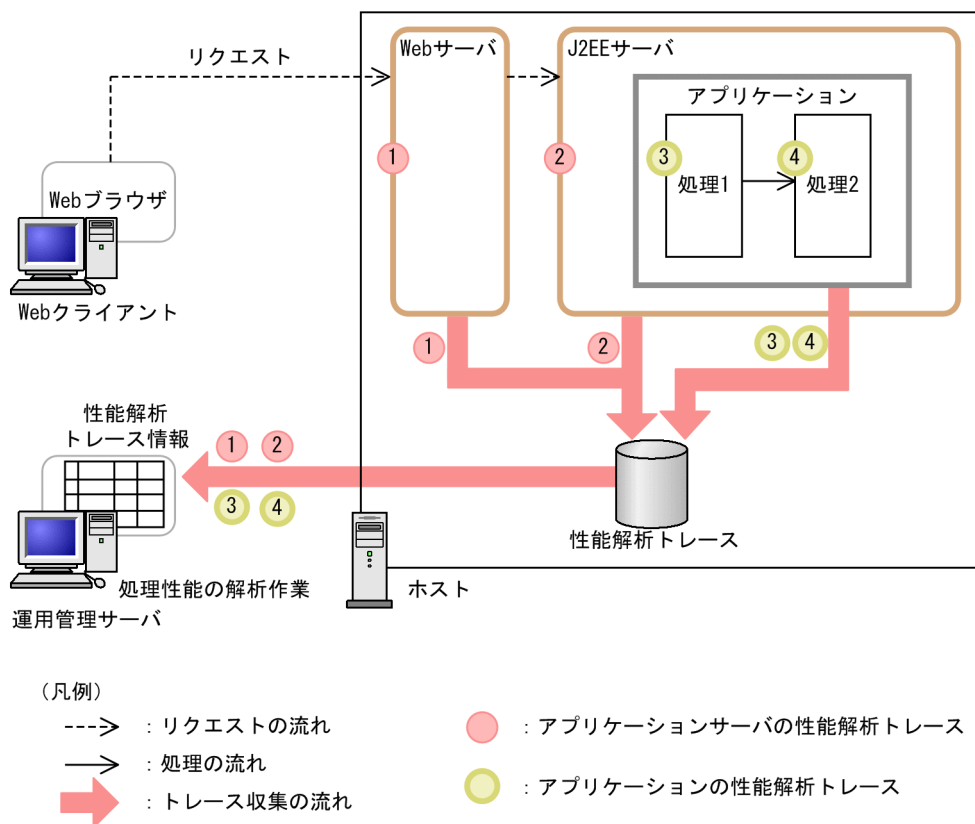 リクエスト
Webサーバ
J2EEサーバ
アプリケーション
1
2
3
処理1
4
処理2
Webブラウザ
Webクライアント
1
2
3 4
性能解析
トレース情報
1 2
3 4
性能解析トレース
処理性能の解析作業
運用管理サーバ
ホスト
（凡例）
：リクエストの流れ
：処理の流れ
：トレース収集の流れ
：アプリケーションサーバの性能解析トレース
：アプリケーションの性能解析トレース